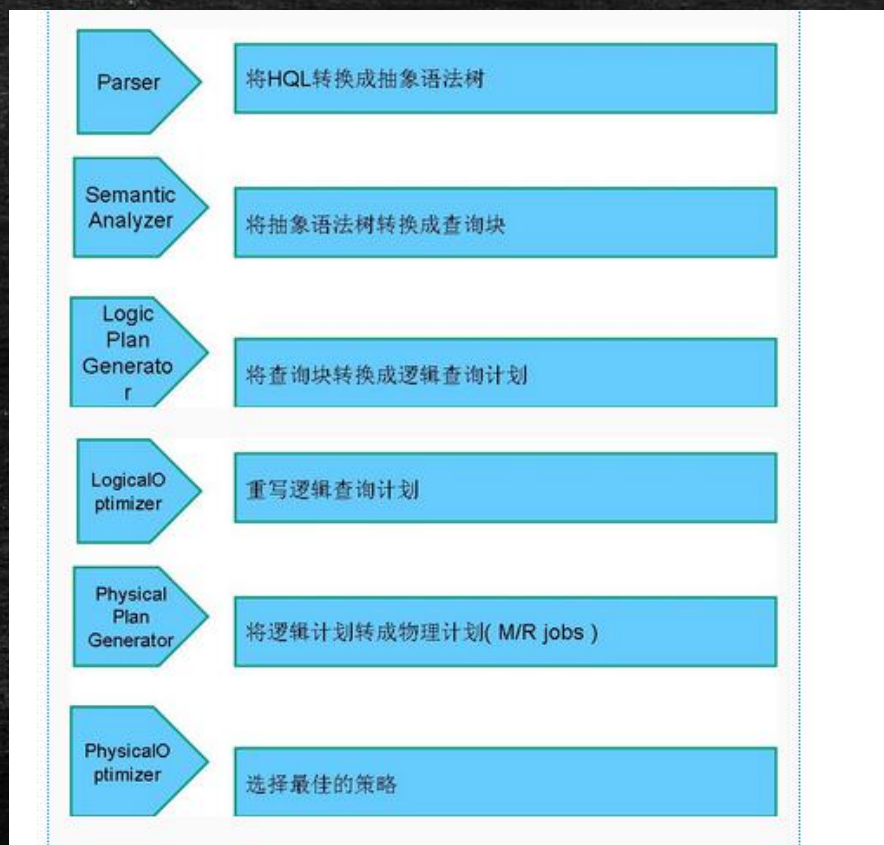 Parser
将HQL转换成抽象语法树
Semantic
Analyzer
将抽象语法树转换成查询块
Logic
Plan
Generato
r
将查询块转换成逻辑查询计划
LogicalO
ptimizer
重写逻辑查询计划
Physical
Plan
Generator
将逻辑计划转成物理计划( M/R jobs )
PhysicalO
ptimizer
选择最佳的策略